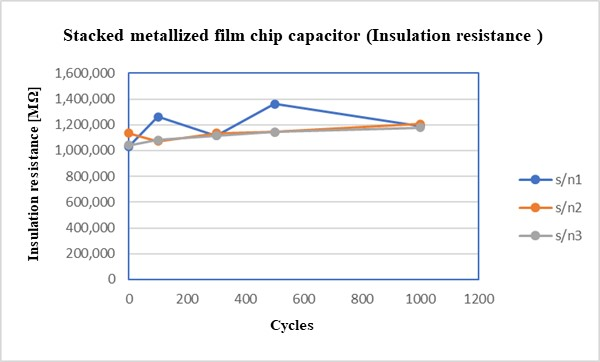 Stacked metallized film chip capacitor (Insulation resistance )
Insulation resistance [MΩ]
1,600,000
1,400,000
1,200,000
1,000,000
800,000
600,000
400,000
200,000
0
0 200 400 600 800 1000 1200
Cycles
s/n1
s/n2
s/n3